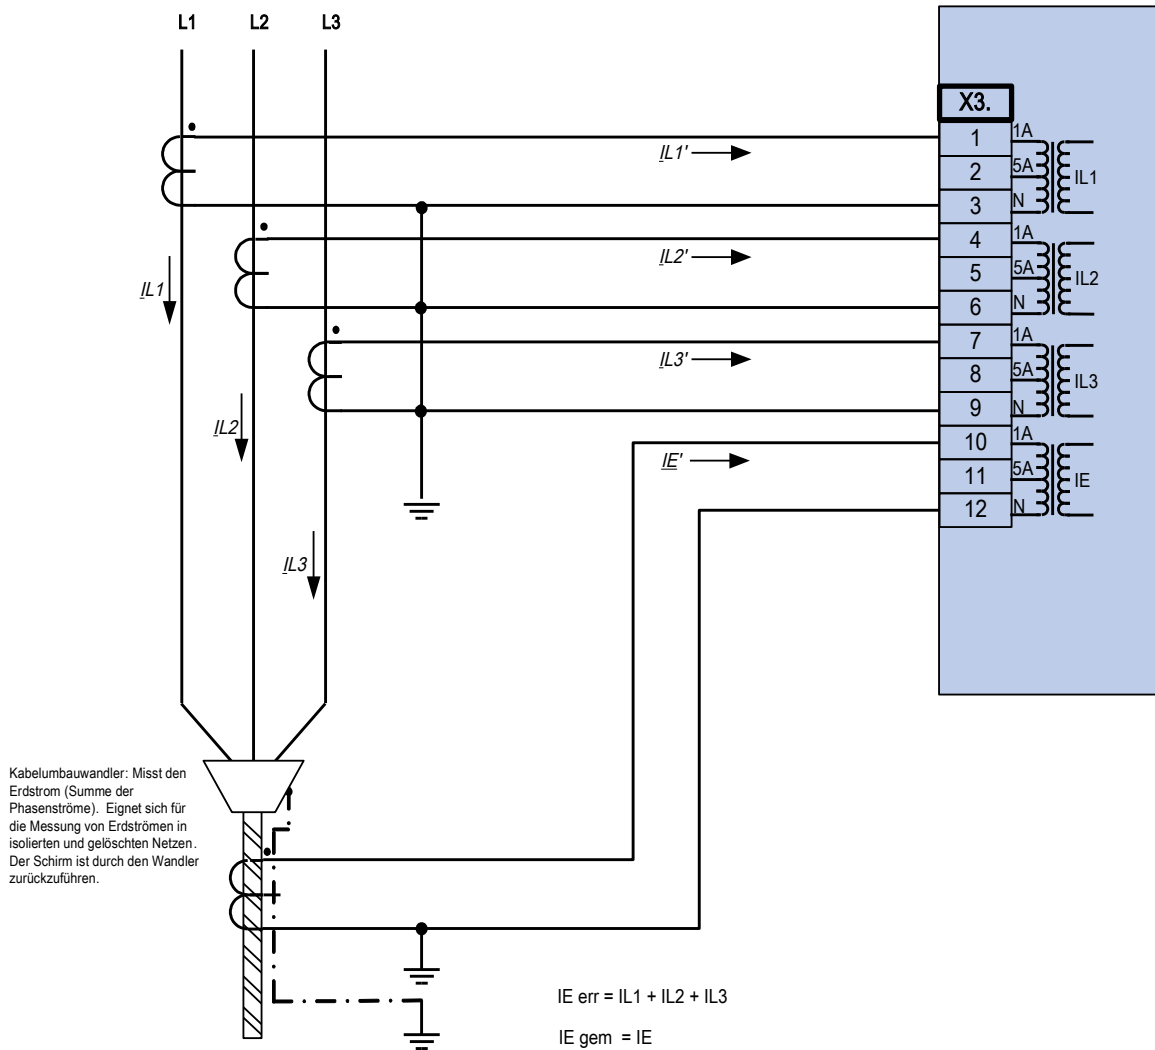 L1 L2 L3
X3.
1 1A
IL1'
2 5A IL1
3 N
4 1A
IL2'
5 5A IL2
IL1
6 N
7 1A
IL3'
8 5A IL3
9 N
IL2
10 1A
IE'
11 5A IE
12 N
IL3
Kabelumbauwandler: Misst den
Erdstrom (Summe der
Phasenströme). Eignet sich für
die Messung von Erdströmen in
isolierten und gelöschten Netzen.
Der Schirm ist durch den Wandler
zurückzuführen.
IE err = IL1 + IL2 + IL3
IE gem = IE